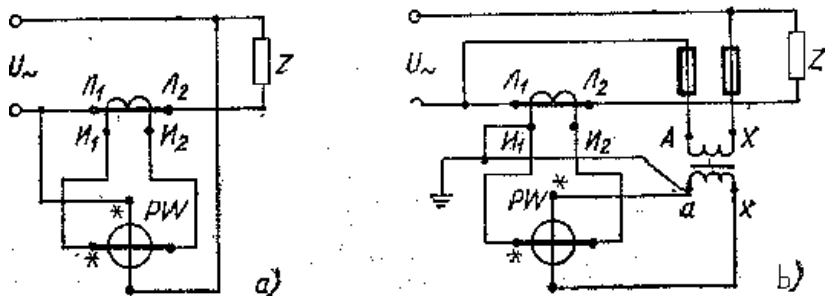 U~
Z
Л₁ Л₂
И₁ И₂
* PW
*
а)
U~
Z
Л₁ Л₂
И₁ И₂
A X
* PW
a x
*
b)